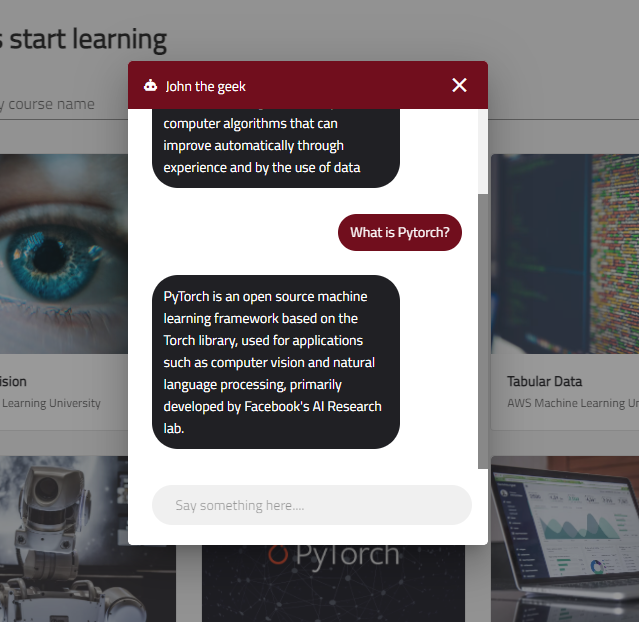 start learning
y course name
John the geek
computer algorithms that can
improve automatically through
experience and by the use of data
What is Pytorch?
PyTorch is an open source machine
learning framework based on the
Torch library, used for applications
such as computer vision and natural
language processing, primarily
developed by Facebook's AI Research
lab.
Tabular Data
Learning University
AWS Machine Learning
Say something here....
PyTorch